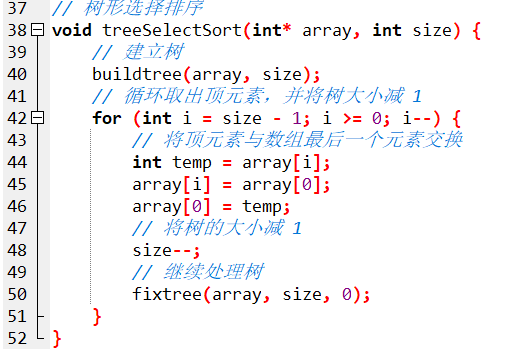 37 // 树形选择排序
38 void treeSelectSort(int* array, int size) {
39 // 建立树
40 buildtree(array, size);
41 // 循环取出顶元素，并将树大小减 1
42 for (int i = size - 1; i >= 0; i--) {
43 // 将顶元素与数组最后一个元素交换
44 int temp = array[i];
45 array[i] = array[0];
46 array[0] = temp;
47 // 将树的大小减 1
48 size--;
49 // 继续处理树
50 fixtree(array, size, 0);
51 }
52 }